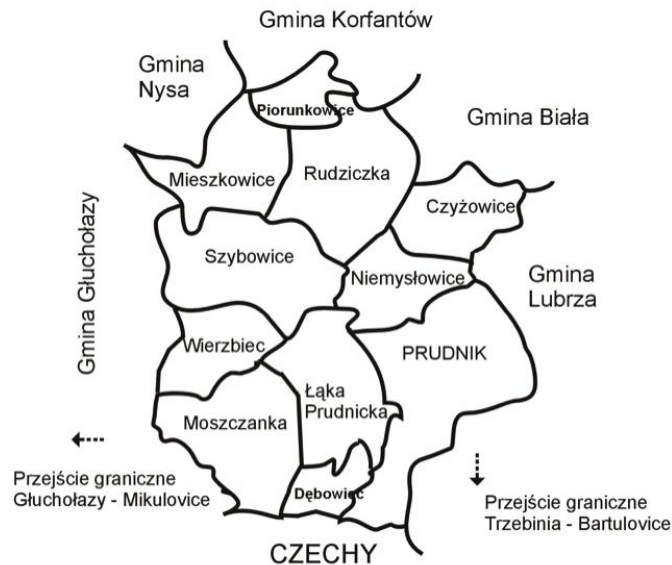 Gmina Korfantów
Gmina
Nysa
Piorunkowice
Gmina Biała
Mieszkowice
Rudziczka
Czyżowice
Gmina Głuchołazy
Szybowice
Niemysłowice
Gmina
Lubrza
Wierzbiec
PRUDNIK
Łąka
Prudnicka
Moszczanka
Przejście graniczne
Głuchołazy - Mikulovice
Dębowiec
Przejście graniczne
Trzebinia - Bartulovice
CZECHY